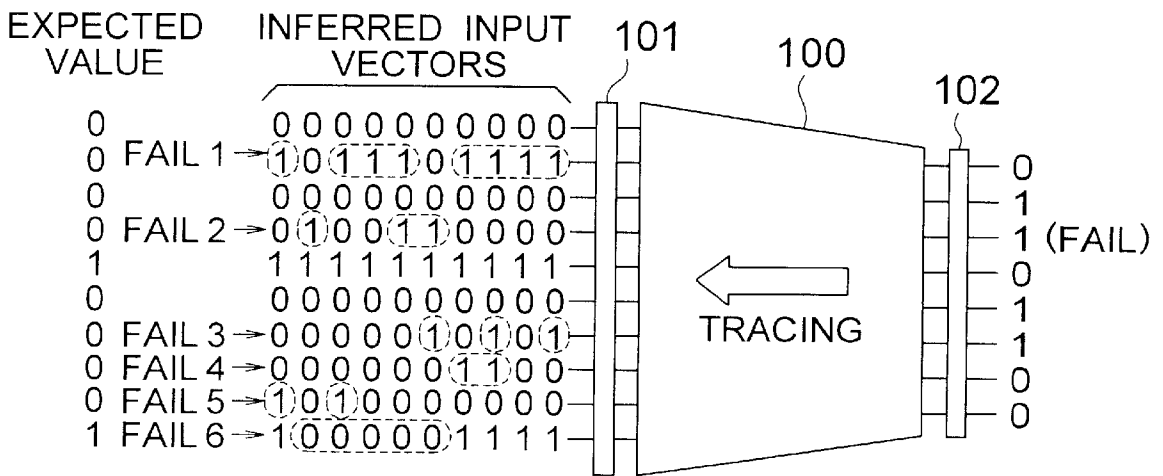 EXPECTED VALUE
INFERRED INPUT VECTORS
101
100
102
0 0 0 0 0 0 0 0 0 0 0
0 FAIL 1 → 1 0 1 1 1 0 1 1 1 1
0 0 0 0 0 0 0 0 0 0 0
0 FAIL 2 → 0 1 0 0 1 1 0 0 0 0
1 1 1 1 1 1 1 1 1 1 1
0 0 0 0 0 0 0 0 0 0 0
0 FAIL 3 → 0 0 0 0 0 1 0 1 0 1
0 FAIL 4 → 0 0 0 0 0 0 1 1 0 0
0 FAIL 5 → 1 0 1 0 0 0 0 0 0 0
1 FAIL 6 → 1 0 0 0 0 0 1 1 1 1
TRACING
0
1
1 (FAIL)
0
1
1
0
0